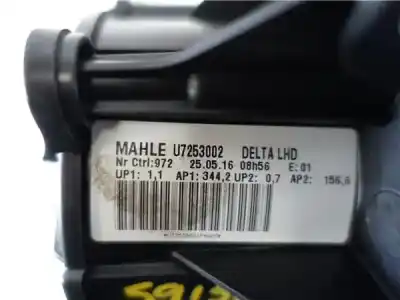 MAHLE U7253002 DELTA LHD
Nr Ctrl:972 25.05.16 08h56 E:01
UP1: 1,1 AP1: 344,2 UP2: 0,7 AP2: 156,6